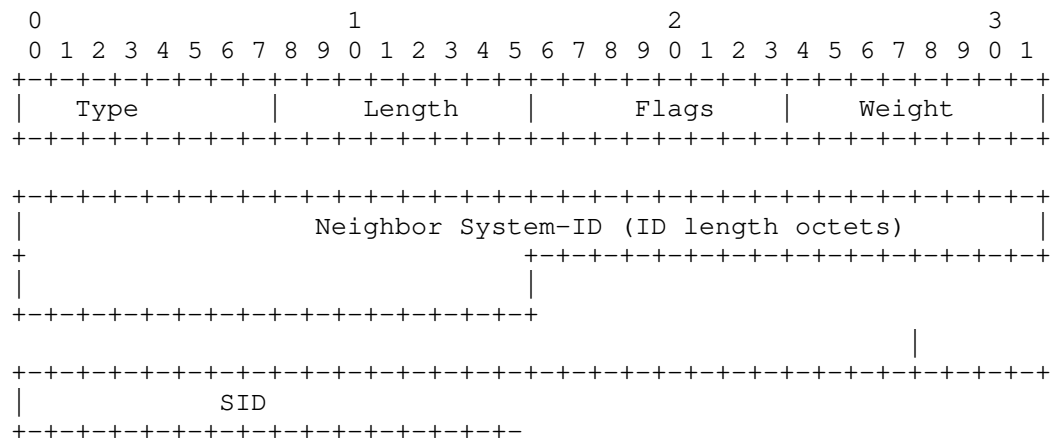 0                   1                   2                   3
 0 1 2 3 4 5 6 7 8 9 0 1 2 3 4 5 6 7 8 9 0 1 2 3 4 5 6 7 8 9 0 1
+-+-+-+-+-+-+-+-+-+-+-+-+-+-+-+-+-+-+-+-+-+-+-+-+-+-+-+-+-+-+-+-+
|   Type        |     Length    |      Flags    |    Weight     |
+-+-+-+-+-+-+-+-+-+-+-+-+-+-+-+-+-+-+-+-+-+-+-+-+-+-+-+-+-+-+-+-+
+-+-+-+-+-+-+-+-+-+-+-+-+-+-+-+-+-+-+-+-+-+-+-+-+-+-+-+-+-+-+-+-+
|                  Neighbor System-ID (ID length octets)         |
+                               +-+-+-+-+-+-+-+-+-+-+-+-+-+-+-+-+
|                               |
+-+-+-+-+-+-+-+-+-+-+-+-+-+-+-+-+
                                                        |
+-+-+-+-+-+-+-+-+-+-+-+-+-+-+-+-+-+-+-+-+-+-+-+-+-+-+-+-+-+-+-+-+
|            SID
+-+-+-+-+-+-+-+-+-+-+-+-+-+-+-+-